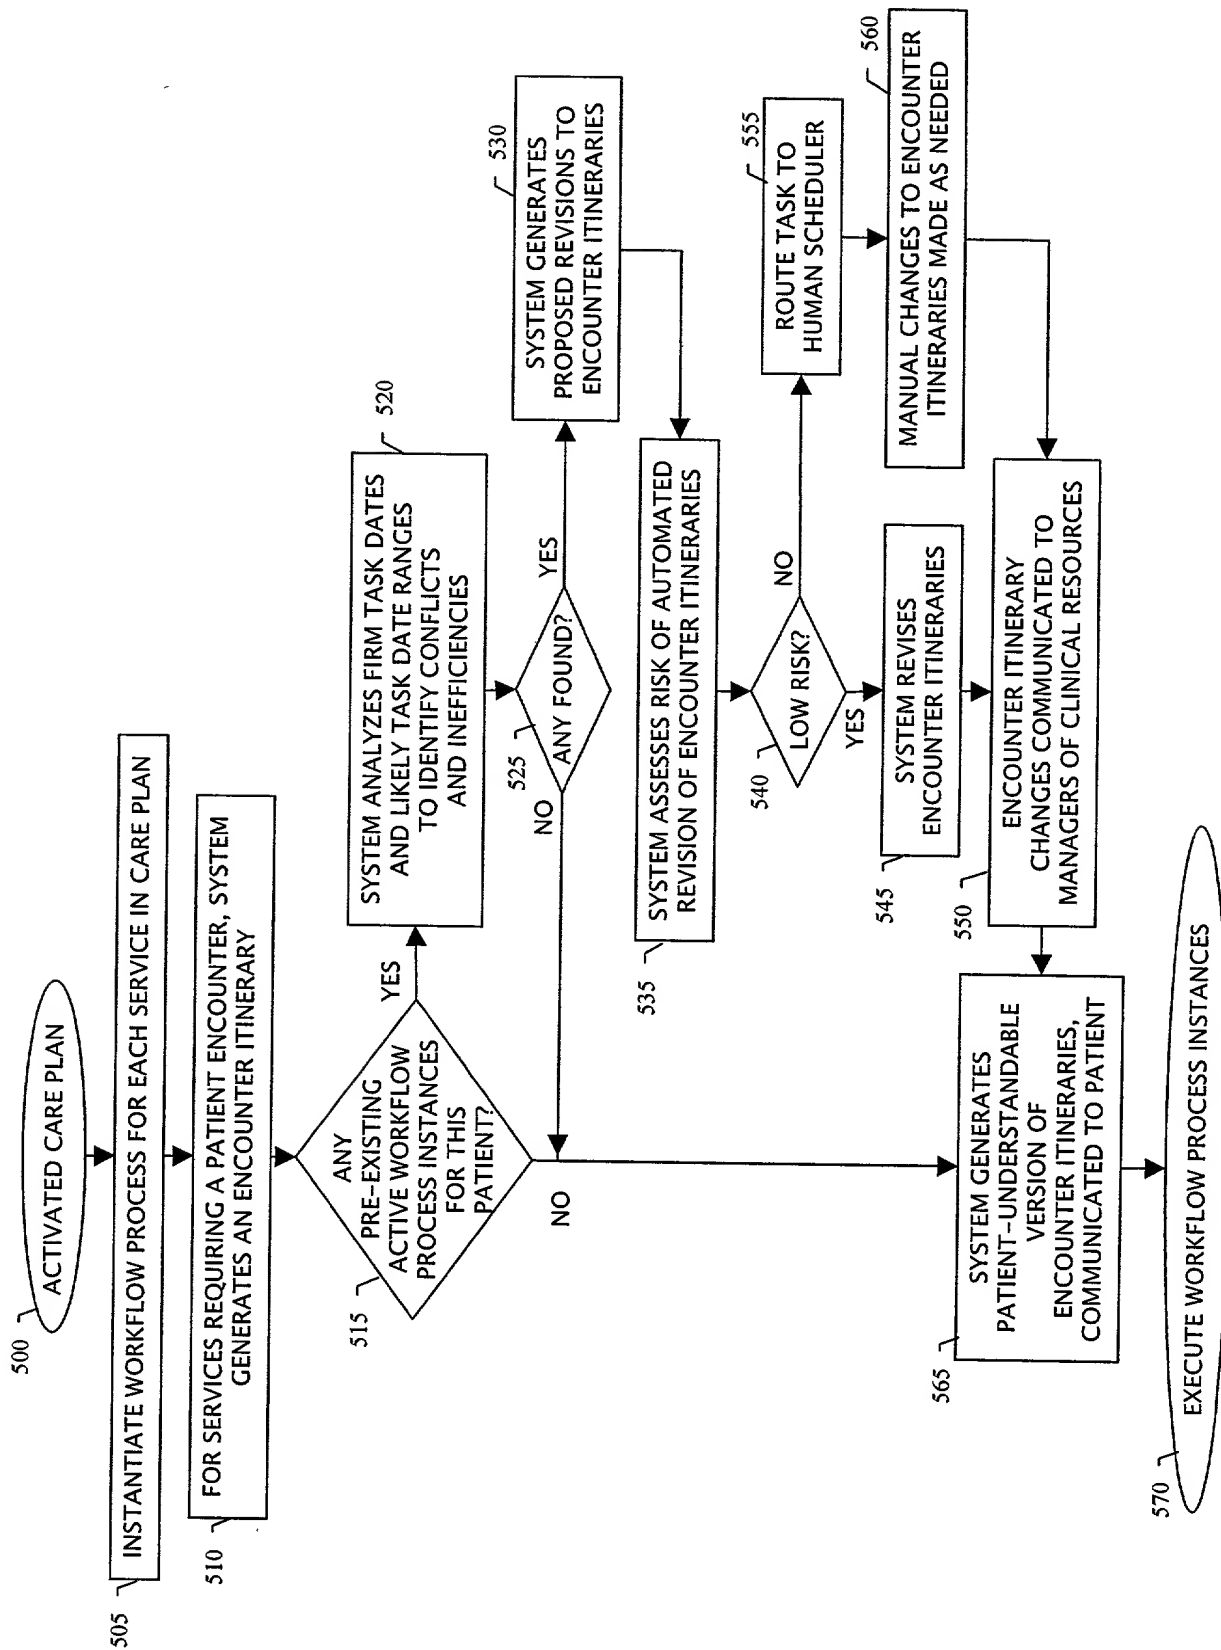 500
ACTIVATED CARE PLAN
505
INSTANTIATE WORKFLOW PROCESS FOR EACH SERVICE IN CARE PLAN
510
FOR SERVICES REQUIRING A PATIENT ENCOUNTER, SYSTEM
GENERATES AN ENCOUNTER ITINERARY
515
ANY
PRE-EXISTING
ACTIVE WORKFLOW
PROCESS INSTANCES
FOR THIS
PATIENT?
YES
NO
520
SYSTEM ANALYZES FIRM TASK DATES
AND LIKELY TASK DATE RANGES
TO IDENTIFY CONFLICTS
AND INEFFICIENCIES
525
ANY FOUND?
NO
YES
530
SYSTEM GENERATES
PROPOSED REVISIONS TO
ENCOUNTER ITINERARIES
535
SYSTEM ASSESSES RISK OF AUTOMATED
REVISION OF ENCOUNTER ITINERARIES
540
LOW RISK?
NO
YES
555
ROUTE TASK TO
HUMAN SCHEDULER
545
SYSTEM REVISES
ENCOUNTER ITINERARIES
560
MANUAL CHANGES TO ENCOUNTER
ITINERARIES MADE AS NEEDED
550
ENCOUNTER ITINERARY
CHANGES COMMUNICATED TO
MANAGERS OF CLINICAL RESOURCES
565
SYSTEM GENERATES
PATIENT-UNDERSTANDABLE
VERSION OF
ENCOUNTER ITINERARIES,
COMMUNICATED TO PATIENT
570
EXECUTE WORKFLOW PROCESS INSTANCES